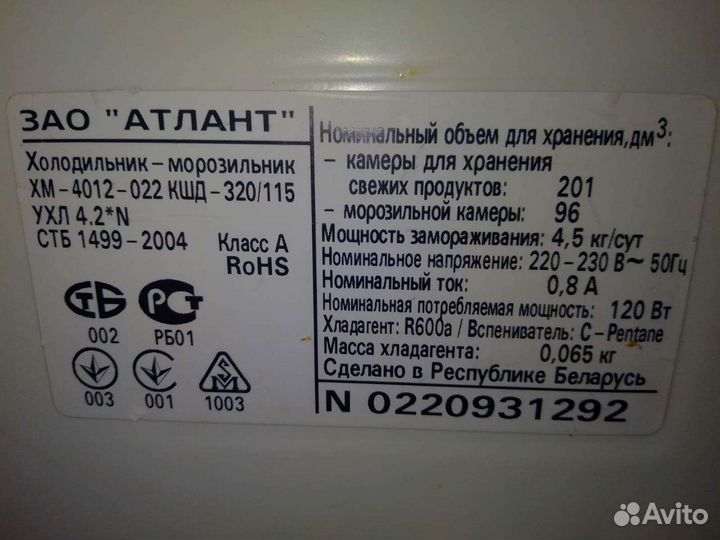 ЗАО "АТЛАНТ"
Холодильник – морозильник
ХМ – 4012 – 022 КШД – 320/115
УХЛ 4.2*N
СТБ 1499 – 2004 Класс А
RoHS
СТБ РСТ
002 РБ01
003 001 1003
Номинальный объем для хранения,дм³:
– камеры для хранения
свежих продуктов: 201
– морозильной камеры: 96
Мощность замораживания: 4,5 кг/сут
Номинальное напряжение: 220 – 230 В~ 50Гц
Номинальный ток: 0,8 А
Номинальная потребляемая мощность: 120 Вт
Хладагент: R600a / Вспениватель: C – Pentane
Масса хладагента: 0,065 кг
Сделано в Республике Беларусь
N 0220931292
Avito